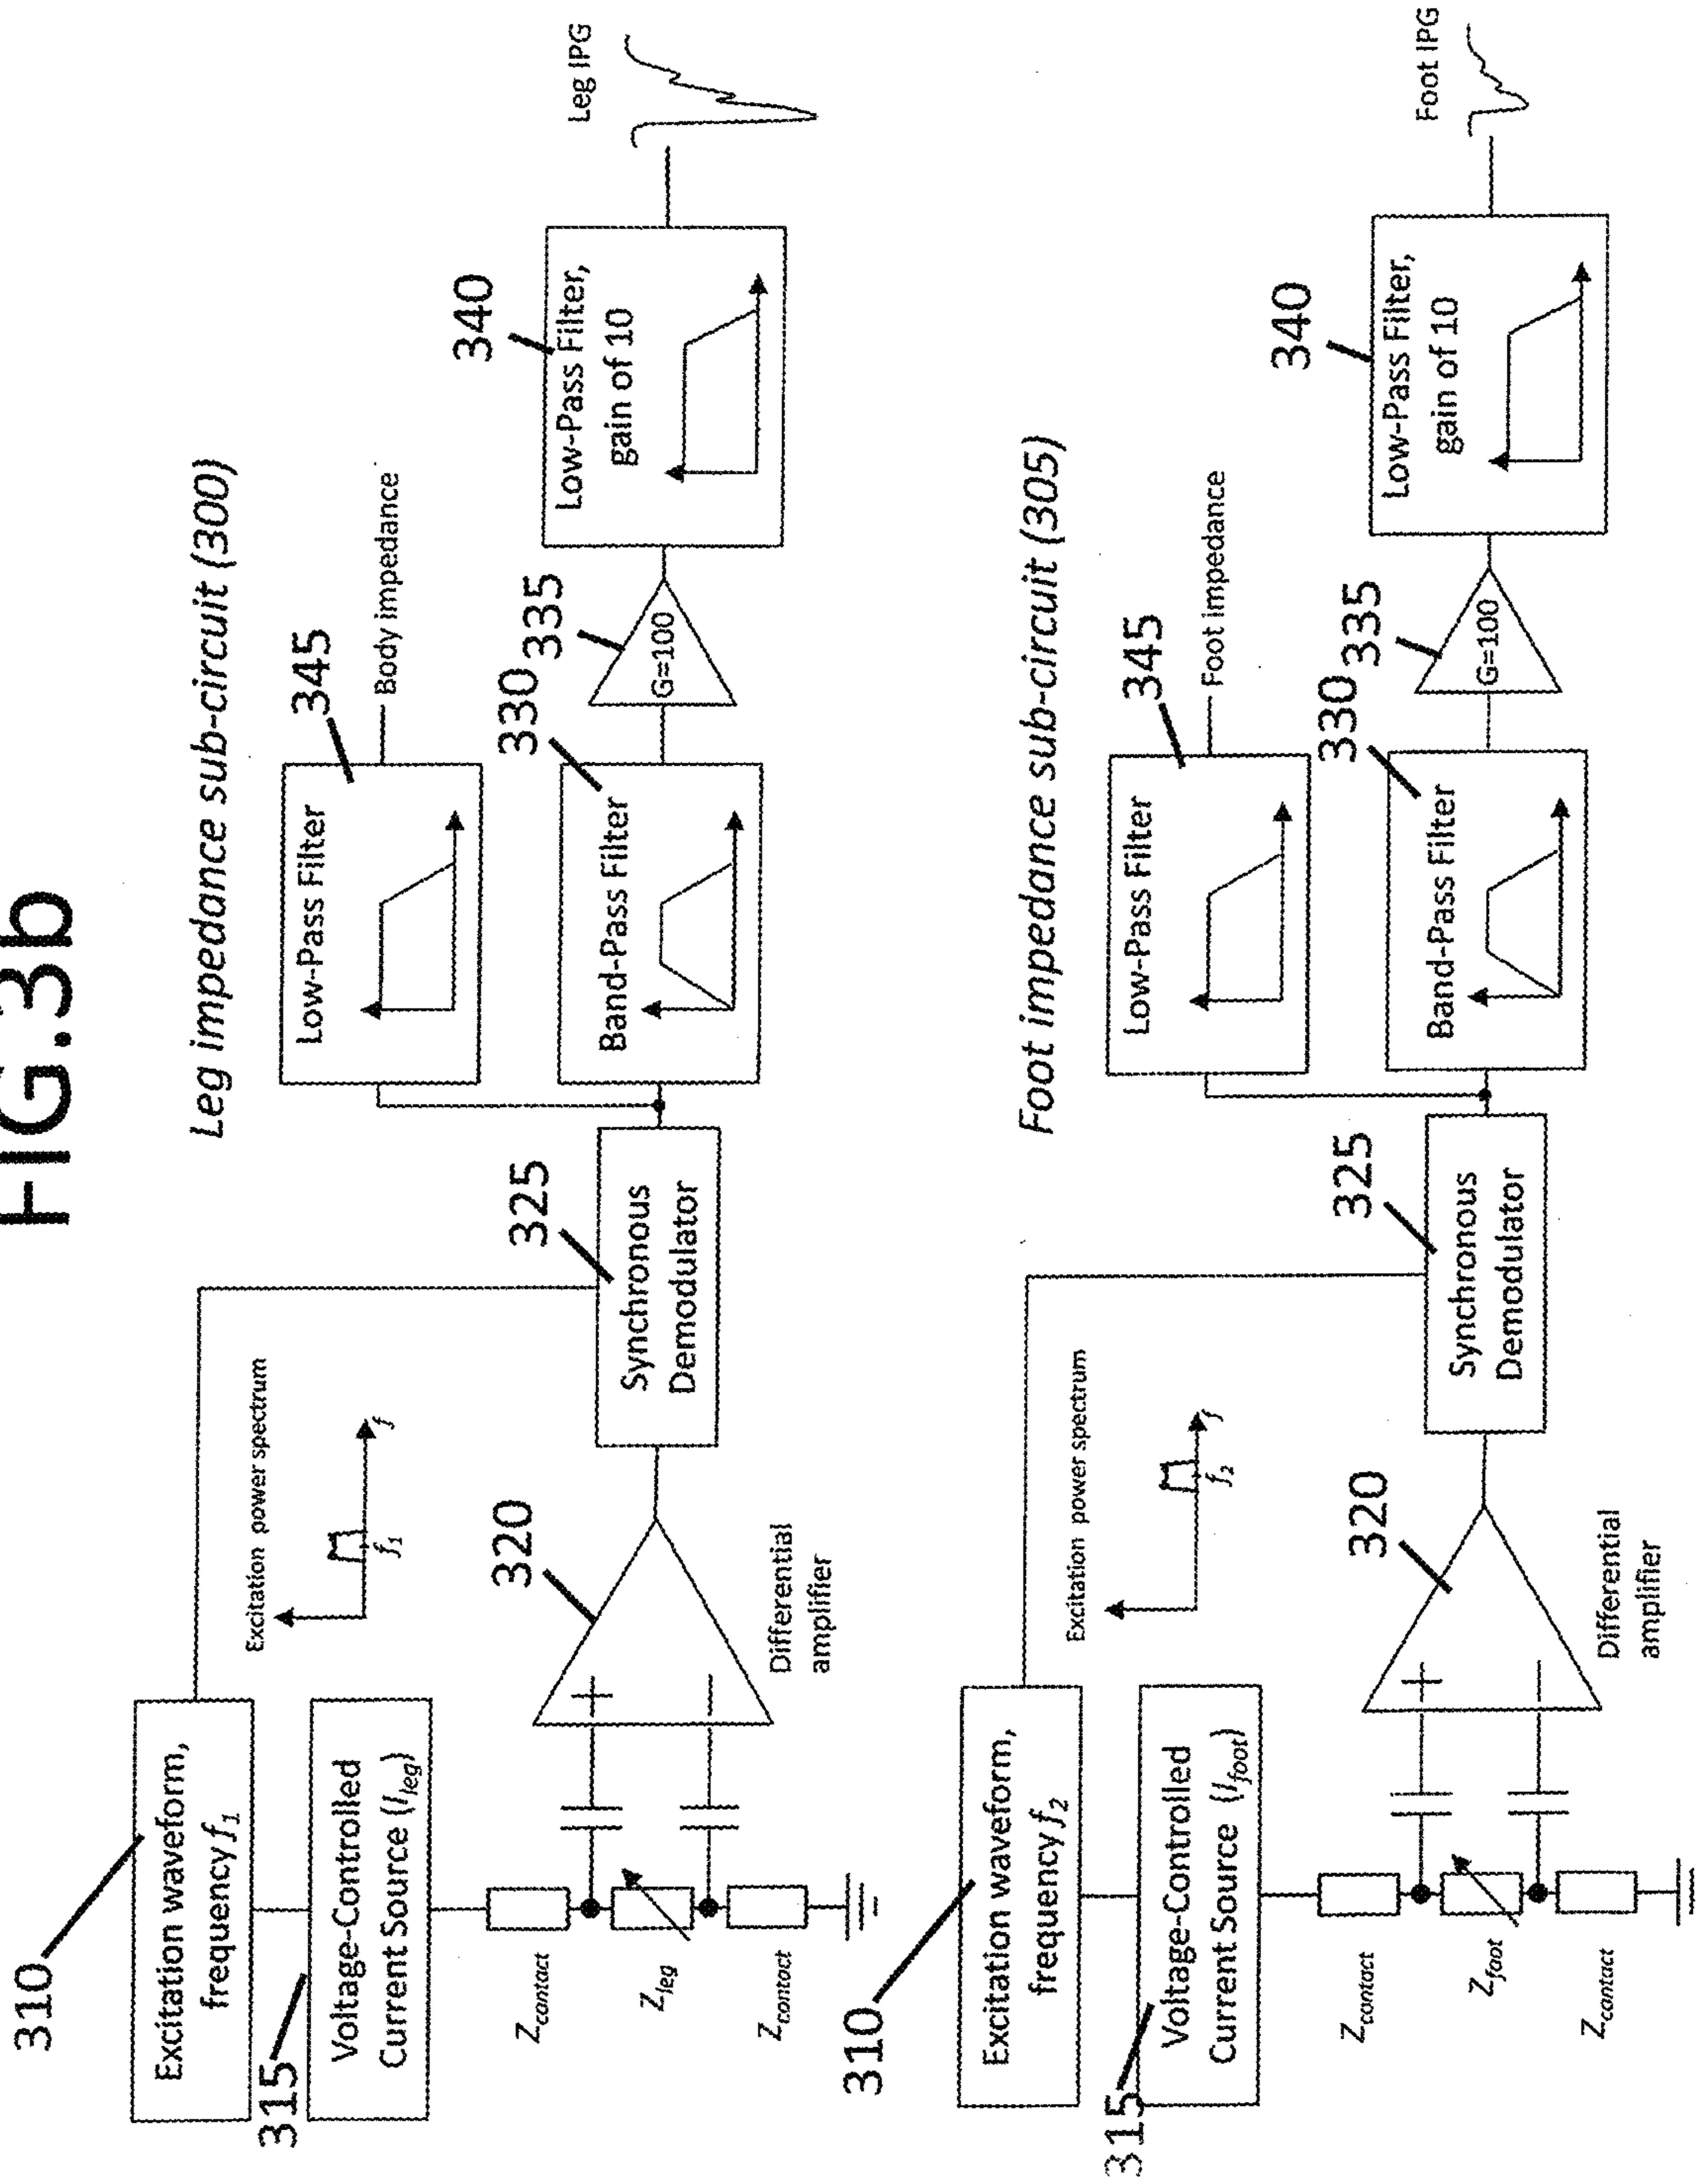 FIG.3b
Leg impedance sub-circuit (300)
310
Excitation waveform,
frequency f1
315
Voltage-Controlled
Current Source (Ileg)
Excitation power spectrum
f1
f
Zcontact
Zleg
Zcontact
320
+
−
Differential
amplifier
325
Synchronous
Demodulator
345
Low-Pass Filter
Body impedance
330
Band-Pass Filter
335
G=100
340
Low-Pass Filter,
gain of 10
Leg IPG
Foot impedance sub-circuit (305)
310
Excitation waveform,
frequency f2
315
Voltage-Controlled
Current Source (Ifoot)
Excitation power spectrum
f2
f
Zcontact
Zfoot
Zcontact
320
+
−
Differential
amplifier
325
Synchronous
Demodulator
345
Low-Pass Filter
Foot impedance
330
Band-Pass Filter
335
G=100
340
Low-Pass Filter,
gain of 10
Foot IPG